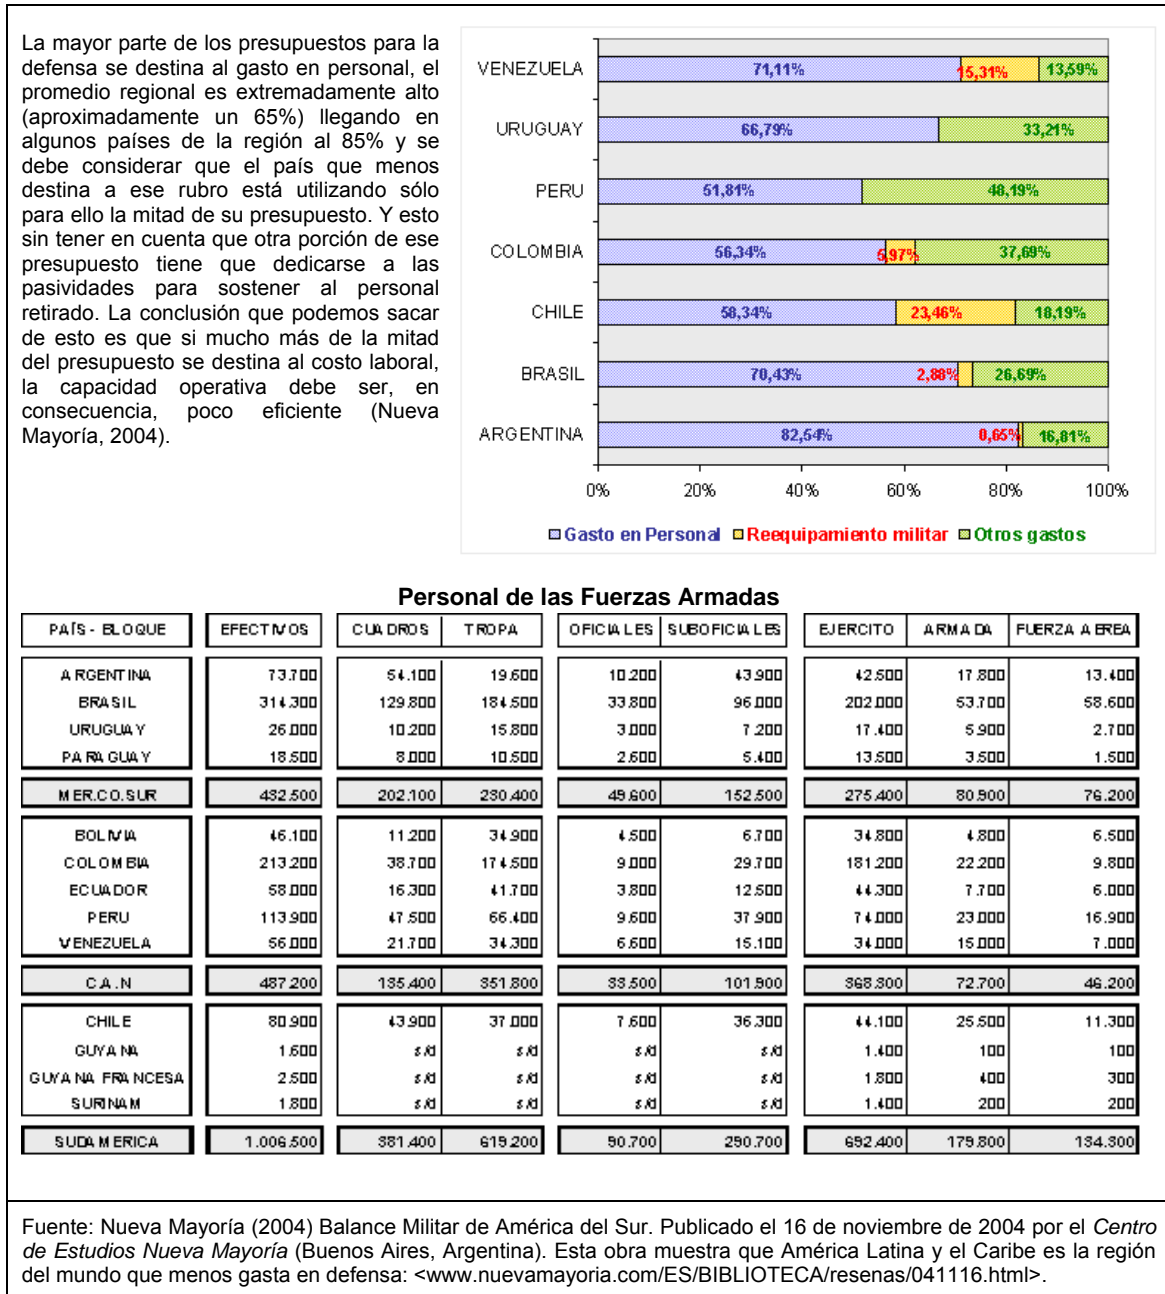 La mayor parte de los presupuestos para la
defensa se destina al gasto en personal, el
promedio regional es extremadamente alto
(aproximadamente un 65%) llegando en
algunos países de la región al 85% y se
debe considerar que el país que menos
destina a ese rubro está utilizando sólo
para ello la mitad de su presupuesto. Y esto
sin tener en cuenta que otra porción de ese
presupuesto tiene que dedicarse a las
pasividades para sostener al personal
retirado. La conclusión que podemos sacar
de esto es que si mucho más de la mitad
del presupuesto se destina al costo laboral,
la capacidad operativa debe ser, en
consecuencia, poco eficiente (Nueva
Mayoría, 2004).
VENEZUELA 71,11% 15,31% 13,59%
URUGUAY 66,79% 33,21%
PERU 51,81% 48,19%
COLOMBIA 56,34% 5,97% 37,69%
CHILE 58,34% 23,46% 18,19%
BRASIL 70,43% 2,88% 26,69%
ARGENTINA 82,54% 0,65% 16,81%
0% 20% 40% 60% 80% 100%
Gasto en Personal Reequipamiento militar Otros gastos
Personal de las Fuerzas Armadas
PAÍS - BLOQUE EFECTIVOS CUADROS TROPA OFICIALES SUBOFICIALES EJERCITO ARMADA FUERZA AEREA
ARGENTINA 73.700 54.100 19.600 10.200 43.900 42.500 17.800 13.400
BRASIL 314.300 129.800 184.500 33.800 96.000 202.000 53.700 58.600
URUGUAY 26.000 10.200 15.800 3.000 7.200 17.400 5.900 2.700
PARAGUAY 18.500 8.000 10.500 2.600 5.400 13.500 3.500 1.500
MER.CO.SUR 432.500 202.100 230.400 49.600 152.500 275.400 80.900 76.200
BOLIVIA 46.100 11.200 34.900 4.500 6.700 34.800 4.800 6.500
COLOMBIA 213.200 38.700 174.500 9.000 29.700 181.200 22.200 9.800
ECUADOR 58.000 16.300 41.700 3.800 12.500 44.300 7.700 6.000
PERU 113.900 47.500 66.400 9.600 37.900 74.000 23.000 16.900
VENEZUELA 56.000 21.700 34.300 6.600 15.100 34.000 15.000 7.000
C.A.N 487.200 135.400 351.800 33.500 101.900 368.300 72.700 46.200
CHILE 80.900 43.900 37.000 7.600 36.300 44.100 25.500 11.300
GUYANA 1.600 s/d s/d s/d s/d 1.400 100 100
GUYANA FRANCESA 2.500 s/d s/d s/d s/d 1.800 400 300
SURINAM 1.800 s/d s/d s/d s/d 1.400 200 200
SUDAMERICA 1.006.500 381.400 619.200 90.700 290.700 692.400 179.800 134.300
Fuente: Nueva Mayoría (2004) Balance Militar de América del Sur. Publicado el 16 de noviembre de 2004 por el Centro
de Estudios Nueva Mayoría (Buenos Aires, Argentina). Esta obra muestra que América Latina y el Caribe es la región
del mundo que menos gasta en defensa: <www.nuevamayoria.com/ES/BIBLIOTECA/resenas/041116.html>.